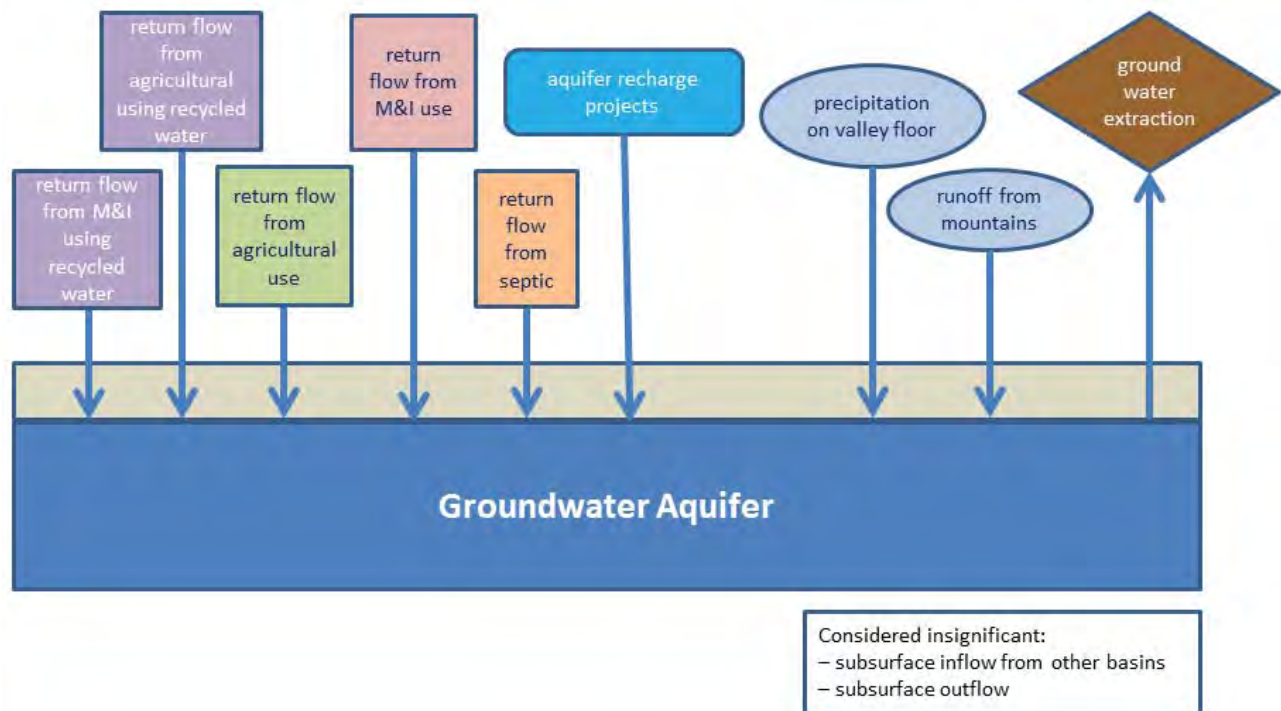 return flow
from
agricultural
using recycled
water
return
flow from
M&I use
aquifer recharge
projects
precipitation
on valley floor
ground
water
extraction
return flow
from M&I
using
recycled
water
return flow
from
agricultural
use
return
flow
from
septic
runoff from
mountains
Groundwater Aquifer
Considered insignificant:
– subsurface inflow from other basins
– subsurface outflow